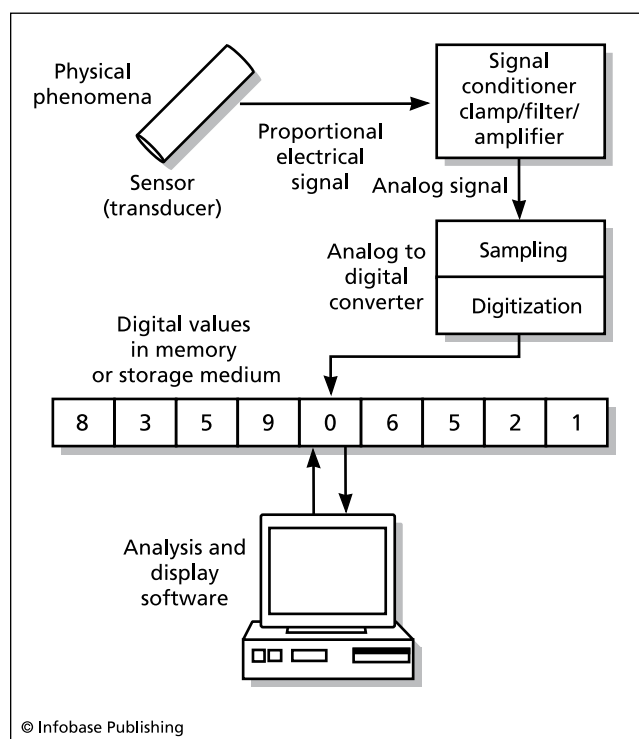 Physical
phenomena
Sensor
(transducer)
Proportional
electrical
signal
Signal
conditioner
clamp/filter/
amplifier
Analog signal
Analog to
digital
converter
Sampling
Digitization
Digital values
in memory
or storage medium
8 3 5 9 0 6 5 2 1
Analysis and
display
software
© Infobase Publishing